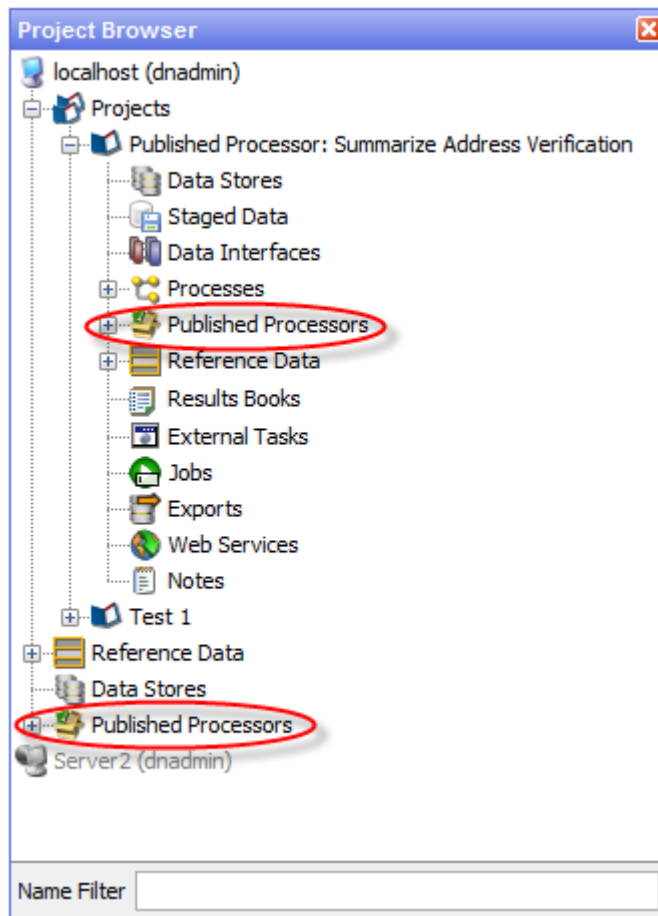 Project Browser
localhost (dnadmin)
Projects
Published Processor: Summarize Address Verification
Data Stores
Staged Data
Data Interfaces
Processes
Published Processors
Reference Data
Results Books
External Tasks
Jobs
Exports
Web Services
Notes
Test 1
Reference Data
Data Stores
Published Processors
Server2 (dnadmin)
Name Filter